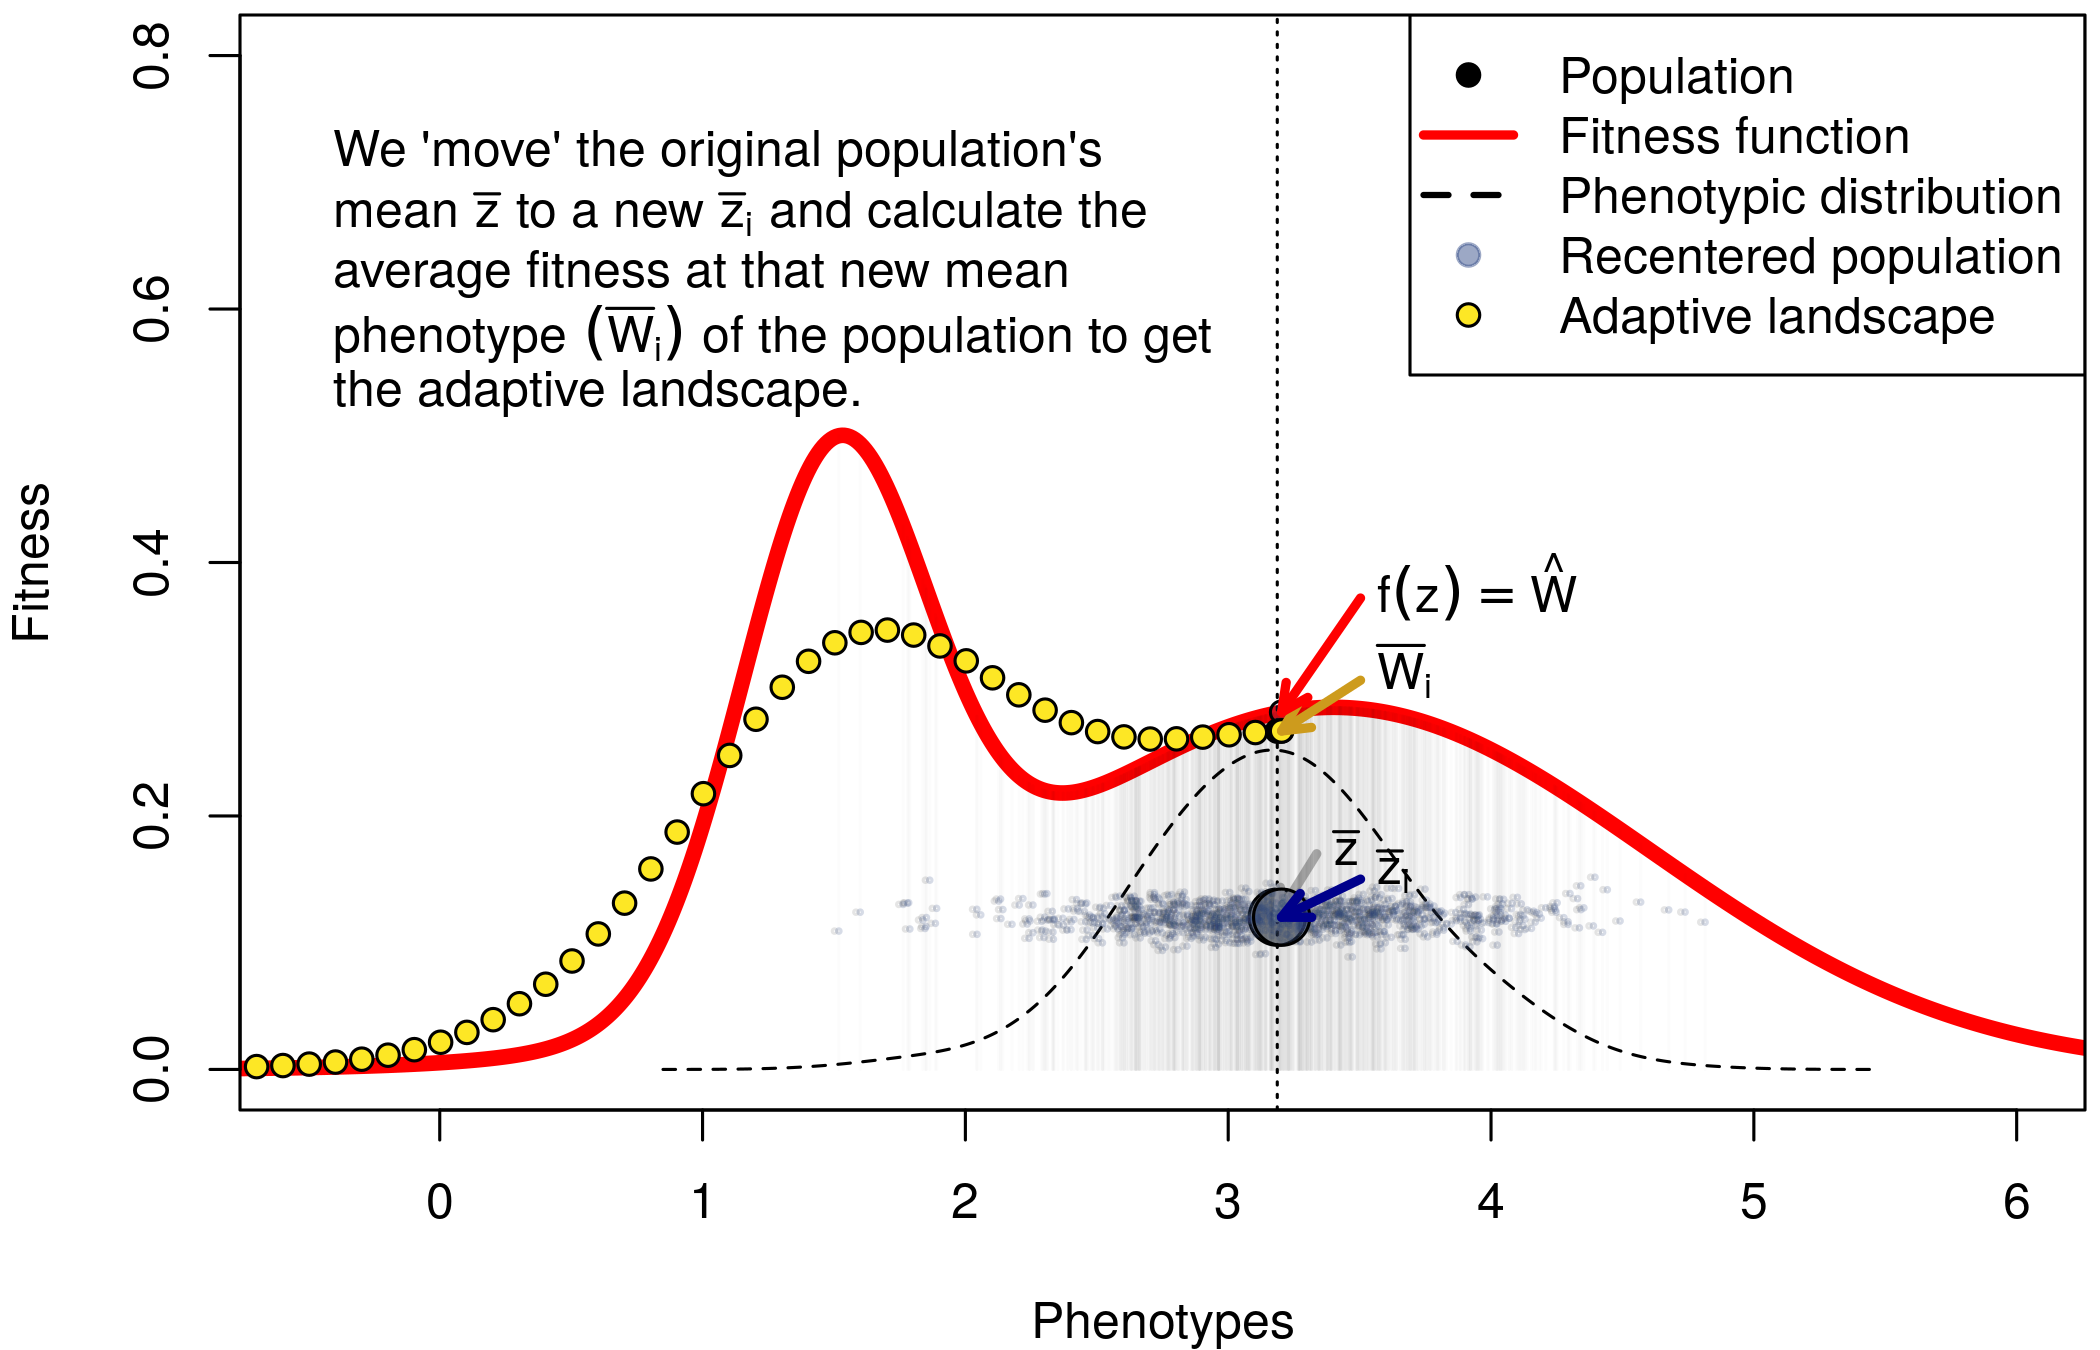 0.8
0.6
0.4
0.2
0.0
Fitness
We 'move' the original population's
mean z̅ to a new z̅ᵢ and calculate the
average fitness at that new mean
phenotype (W̅ᵢ) of the population to get
the adaptive landscape.
Population
Fitness function
Phenotypic distribution
Recentered population
Adaptive landscape
f(z) = Ŵ
W̅ᵢ
z̅
z̅ᵢ
0 1 2 3 4 5 6
Phenotypes